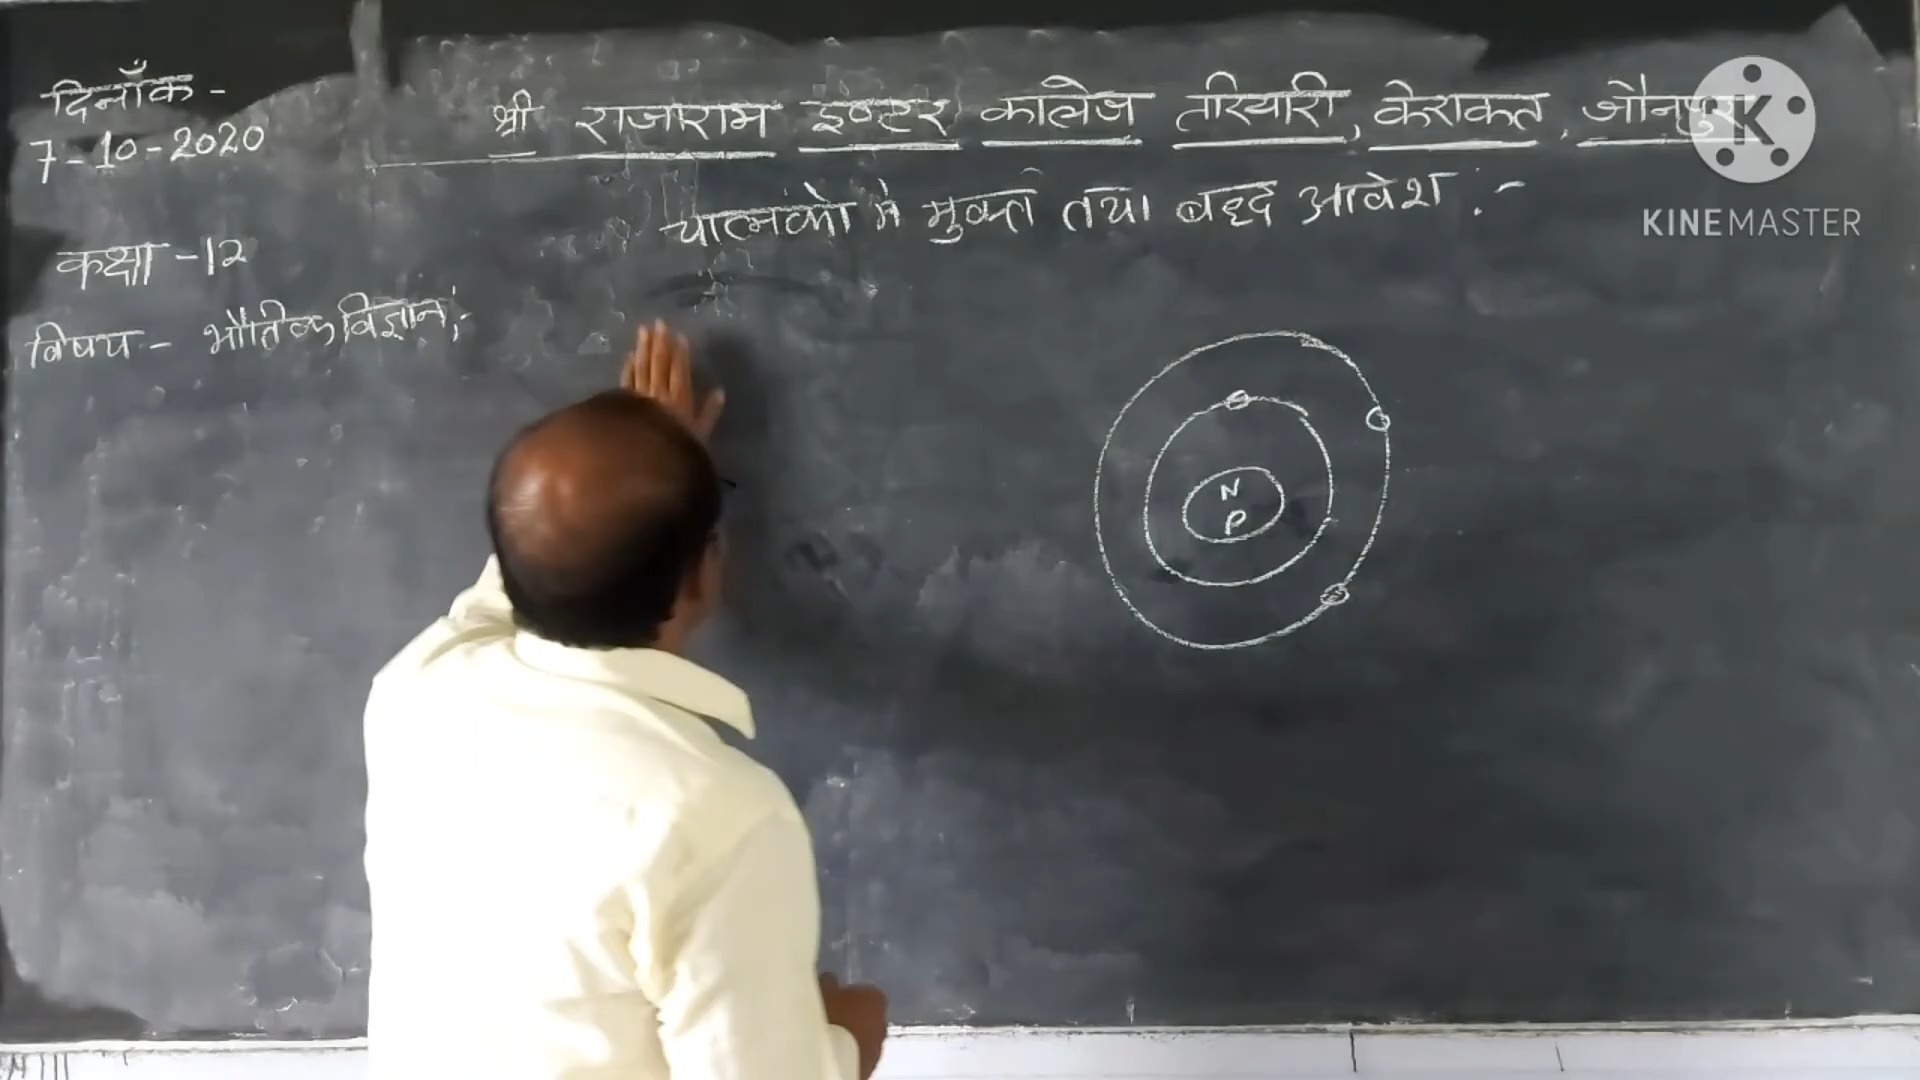 दिनाँक-
7-10-2020
श्री राजाराम इण्टर कालेज तरियारी, केराकत, जौनपुर
चालकों में मुक्त तथा बद्ध आवेश :-
कक्षा-12
विषय- भौतिक विज्ञान;-
N
P
K
KINEMASTER